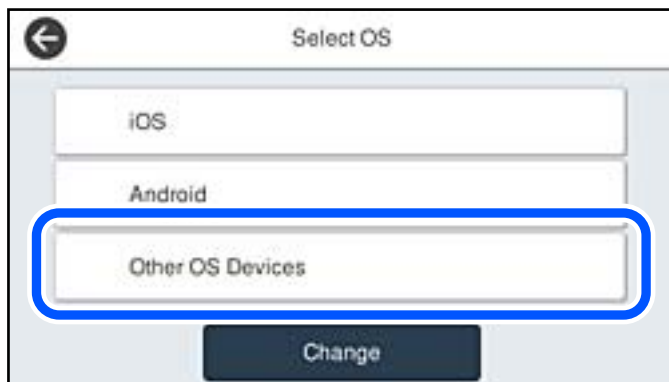 Select OS
iOS
Android
Other OS Devices
Change